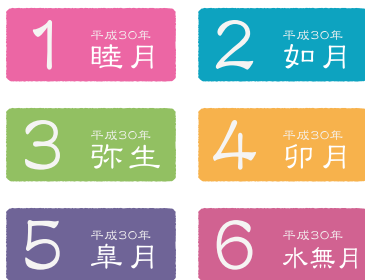 1
平成30年
睦月
2
平成30年
如月
3
平成30年
弥生
4
平成30年
卯月
5
平成30年
皐月
6
平成30年
水無月